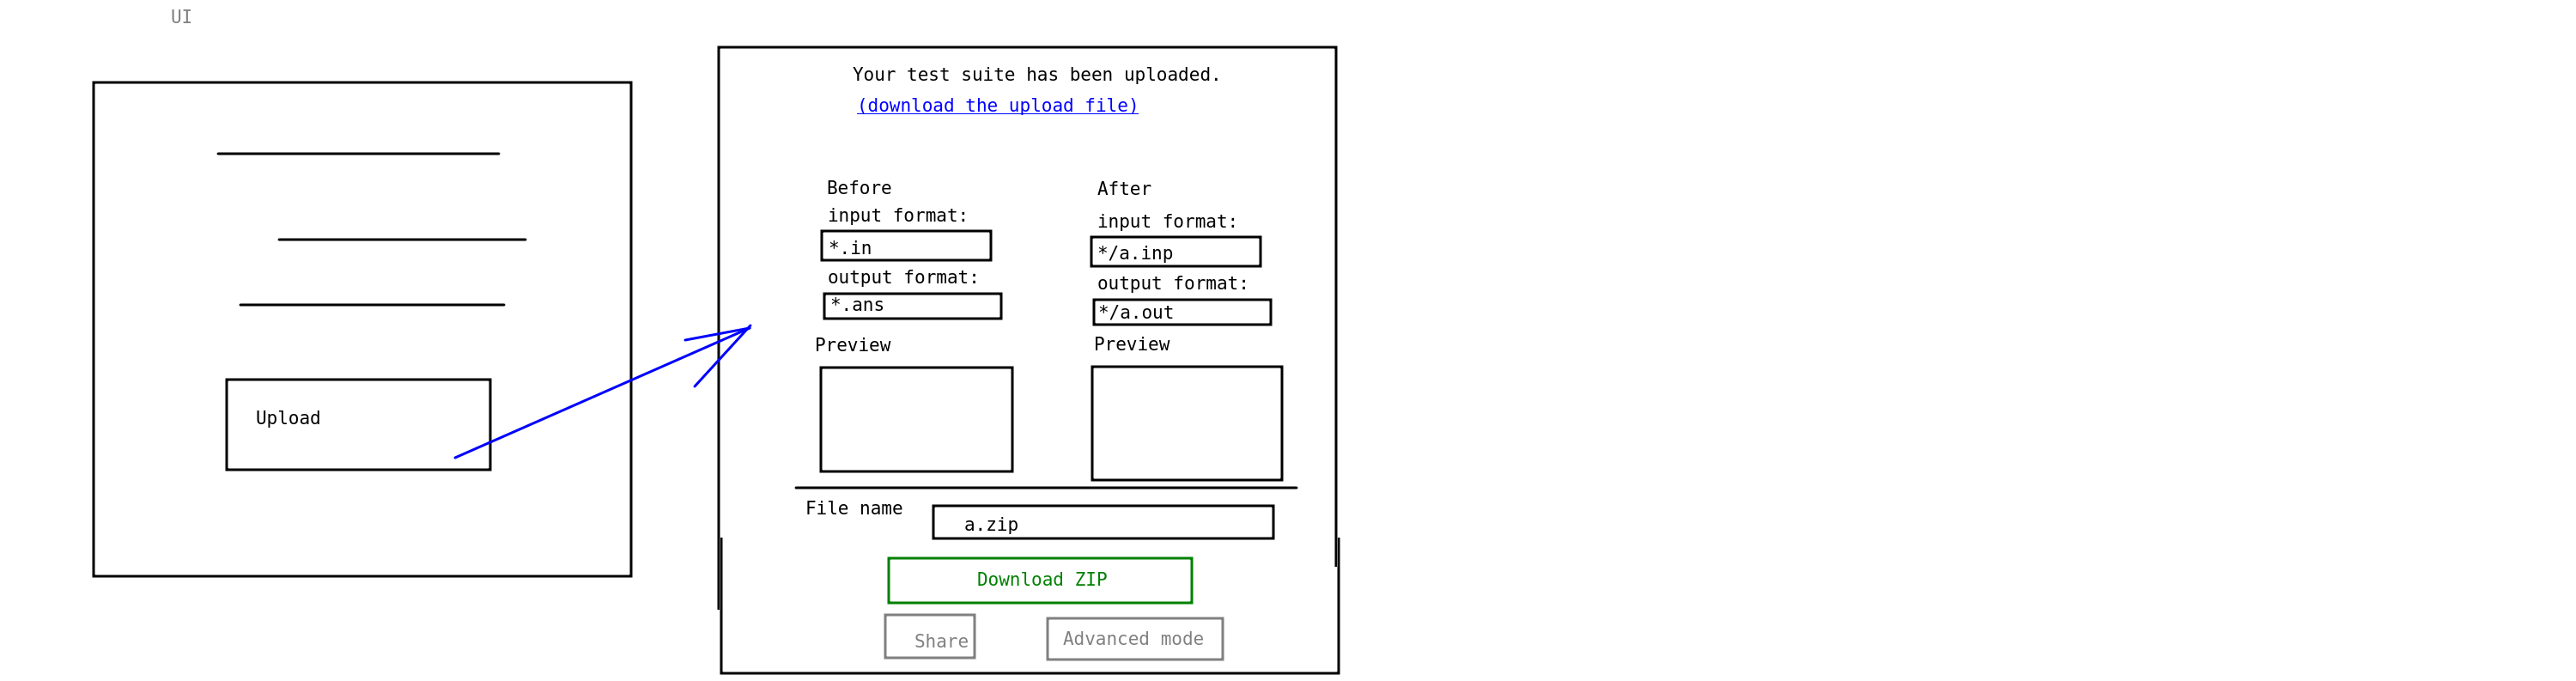 UI
Upload
Your test suite has been uploaded.
(download the upload file)
Before
input format:
*.in
output format:
*.ans
Preview
After
input format:
*/a.inp
output format:
*/a.out
Preview
File name
a.zip
Download ZIP
Share
Advanced mode